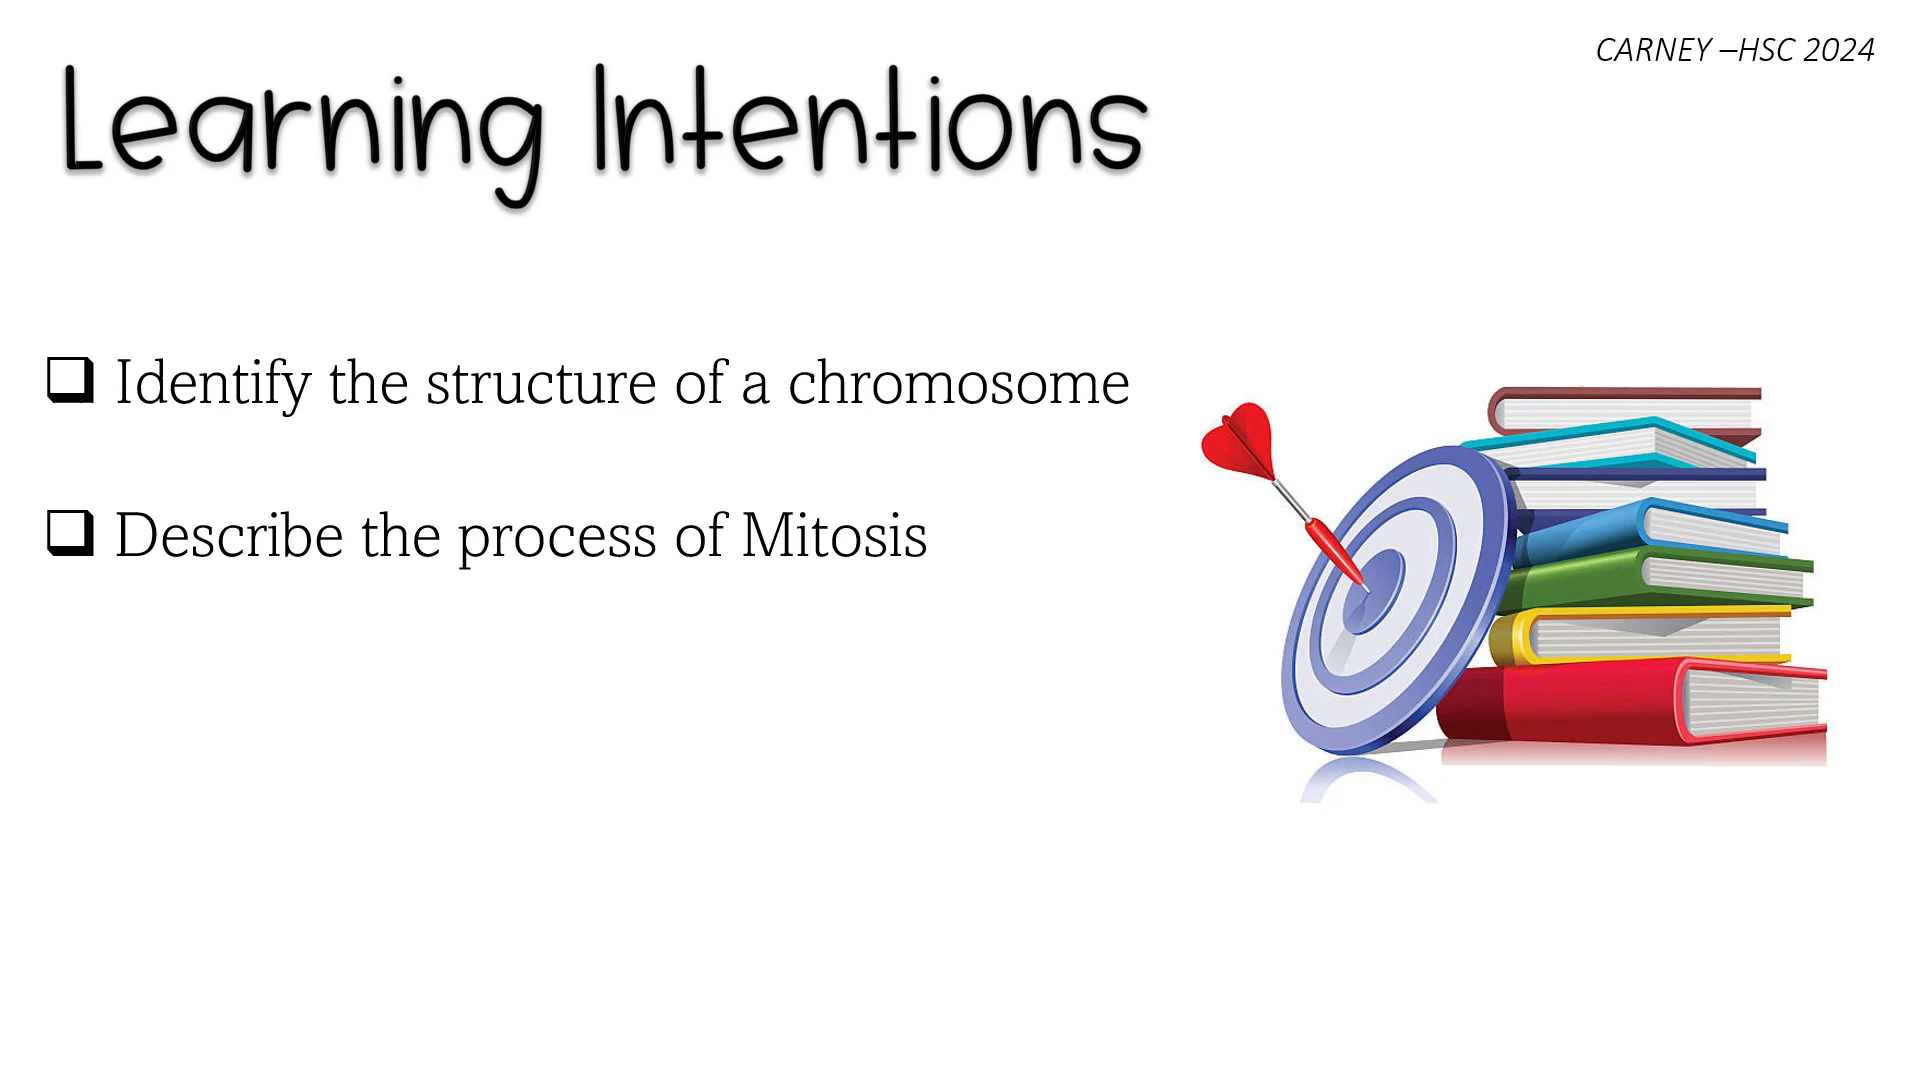 CARNEY –HSC 2024
Learning Intentions
Identify the structure of a chromosome
Describe the process of Mitosis